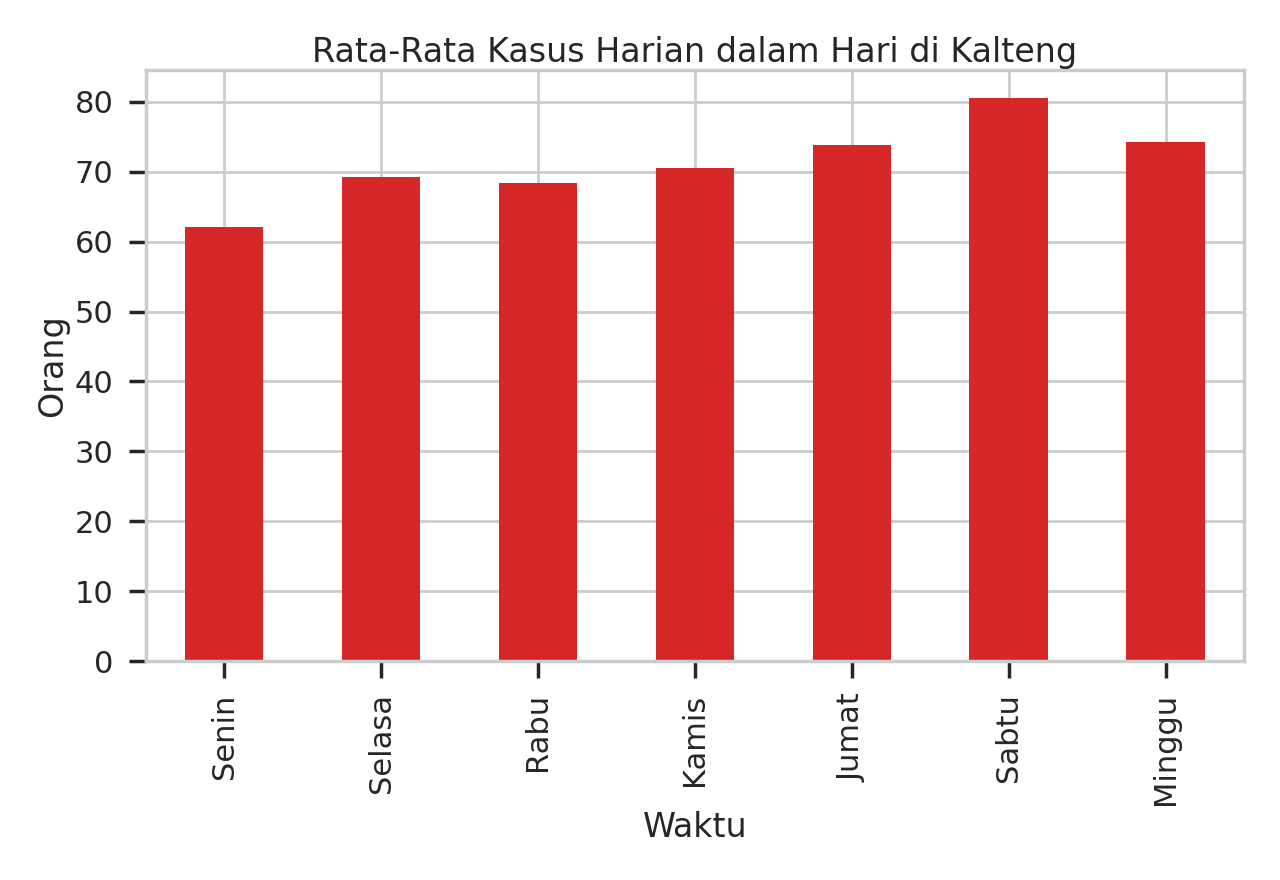 Rata-Rata Kasus Harian dalam Hari di Kalteng
Orang
80
70
60
50
40
30
20
10
0
Senin
Selasa
Rabu
Kamis
Jumat
Sabtu
Minggu
Waktu